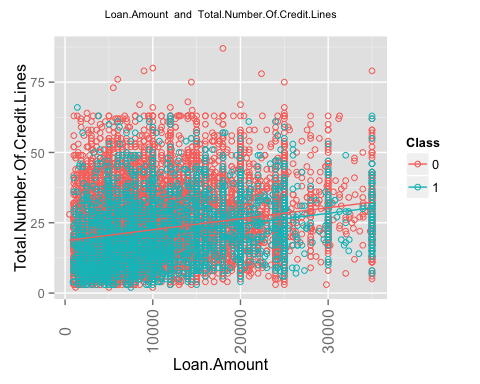 Loan.Amount and Total.Number.Of.Credit.Lines
Total.Number.Of.Credit.Lines
75
50
25
0
0
10000
20000
30000
Loan.Amount
Class
0
1